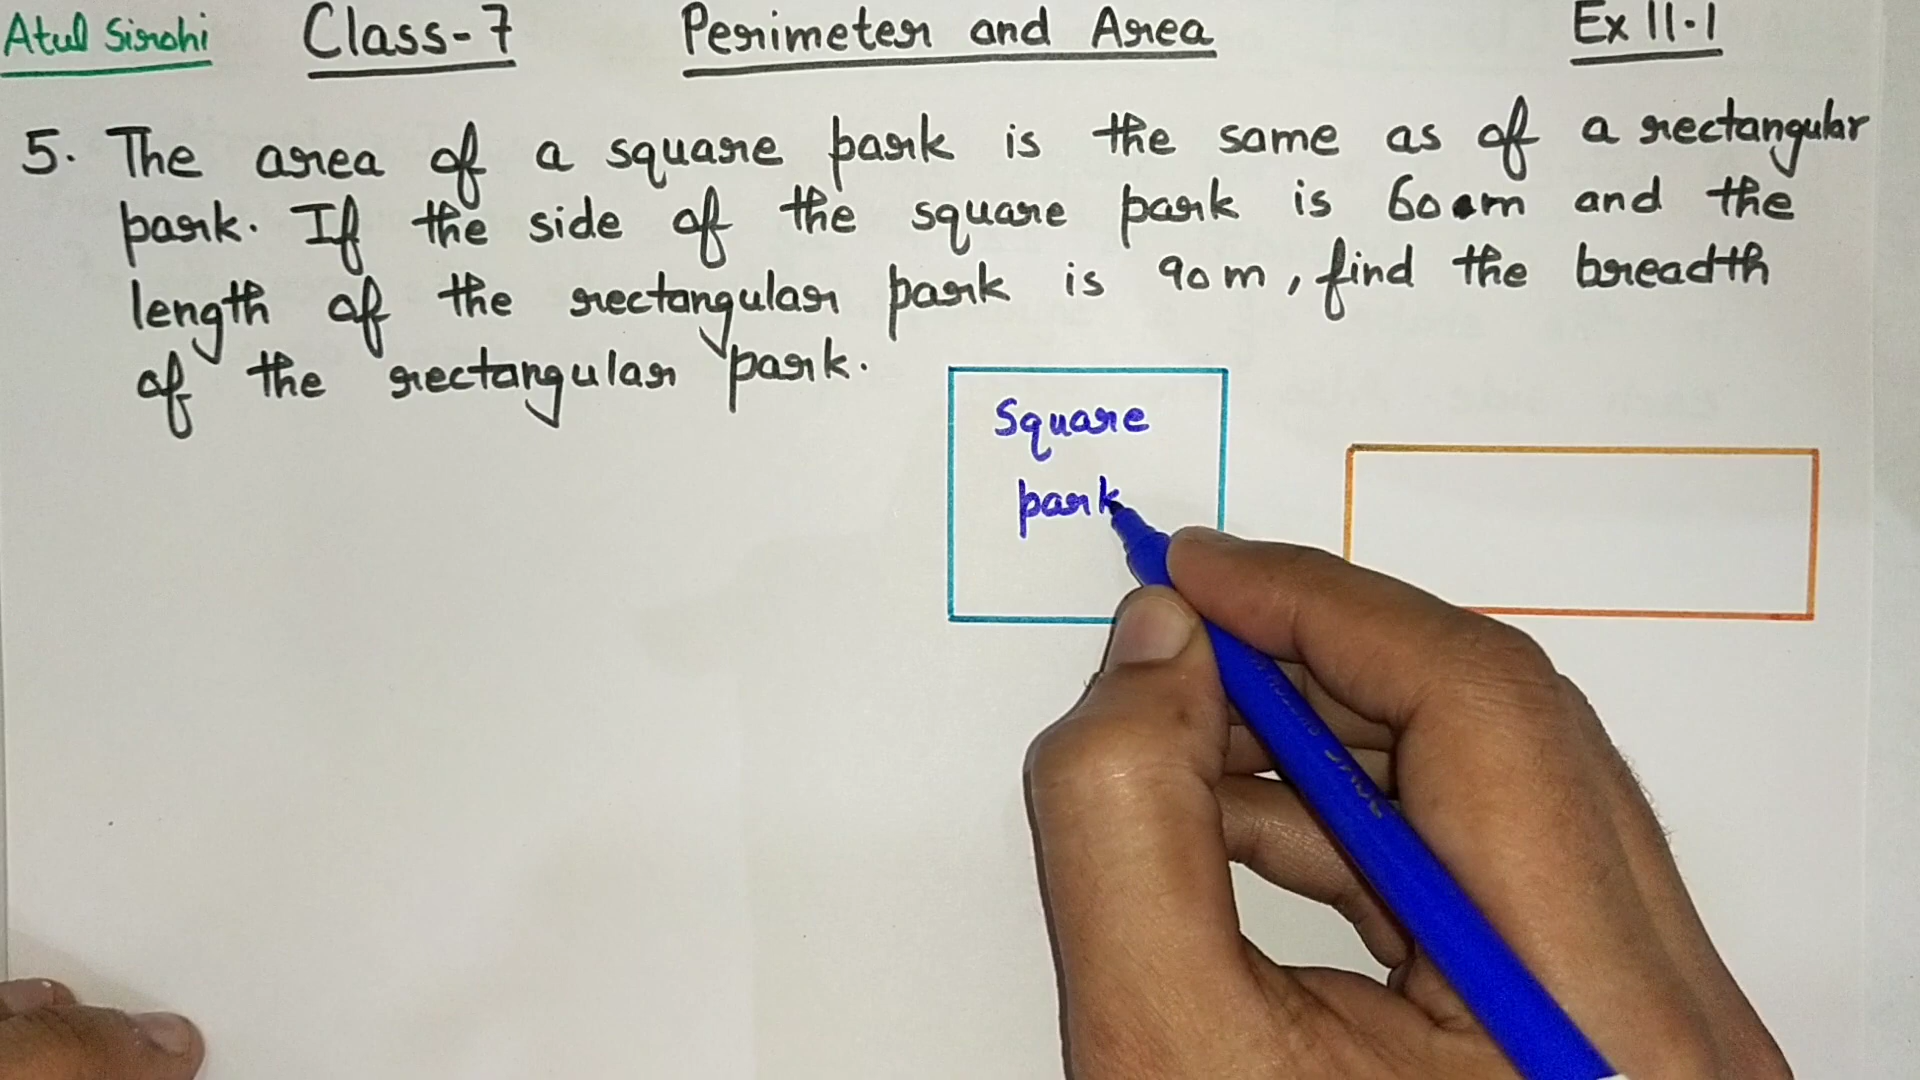 Atul Sirohi Class-7 Perimeter and Area Ex 11.1
5. The area of a square park is the same as of a rectangular
park. If the side of the square park is 60 m and the
length of the rectangular park is 90 m, find the breadth
of the rectangular park.
Square
park